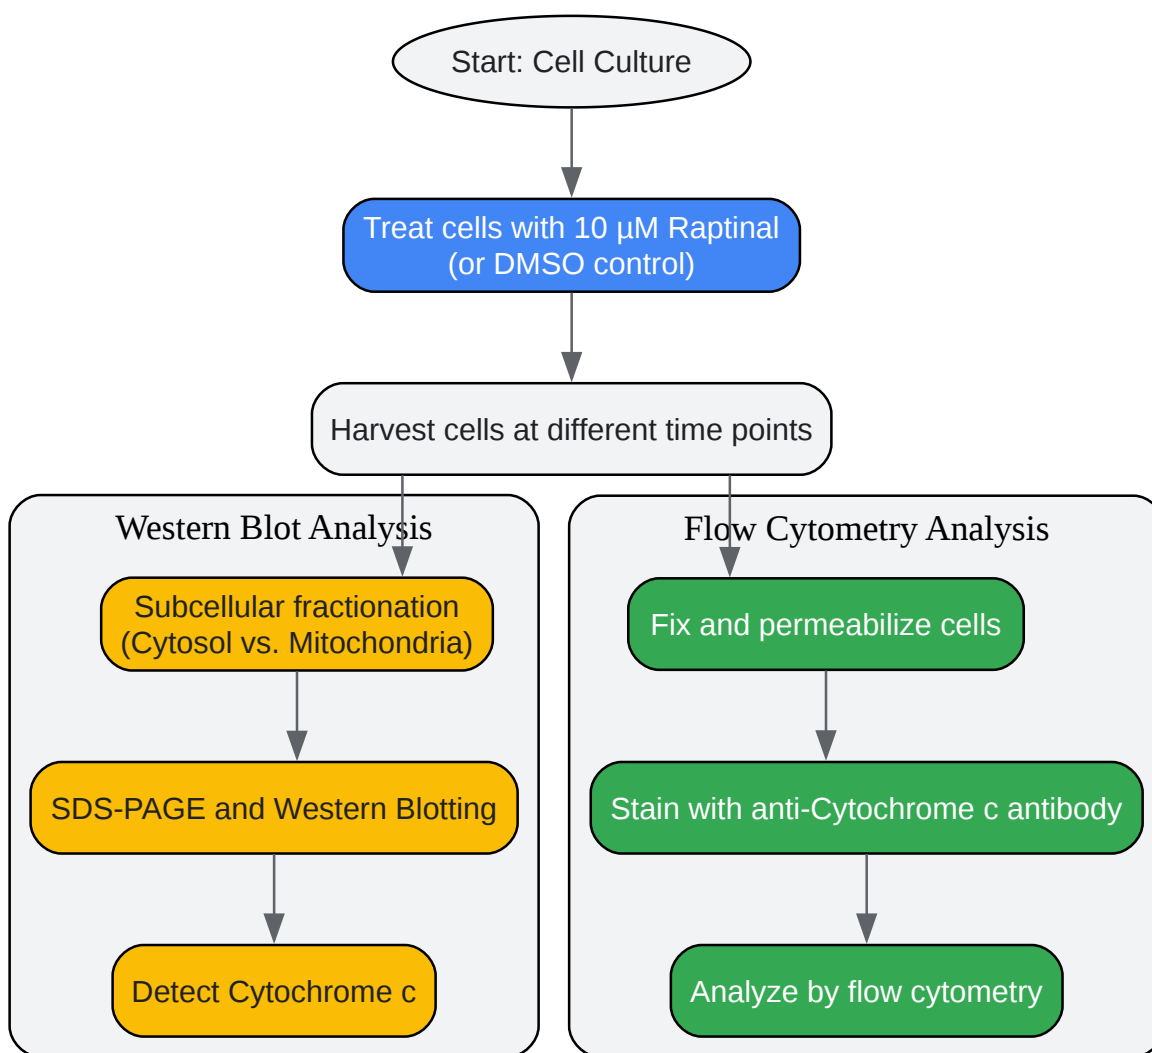 Start: Cell Culture
Treat cells with 10 µM Raptinal
(or DMSO control)
Harvest cells at different time points
Western Blot Analysis
Subcellular fractionation
(Cytosol vs. Mitochondria)
SDS-PAGE and Western Blotting
Detect Cytochrome c
Flow Cytometry Analysis
Fix and permeabilize cells
Stain with anti-Cytochrome c antibody
Analyze by flow cytometry